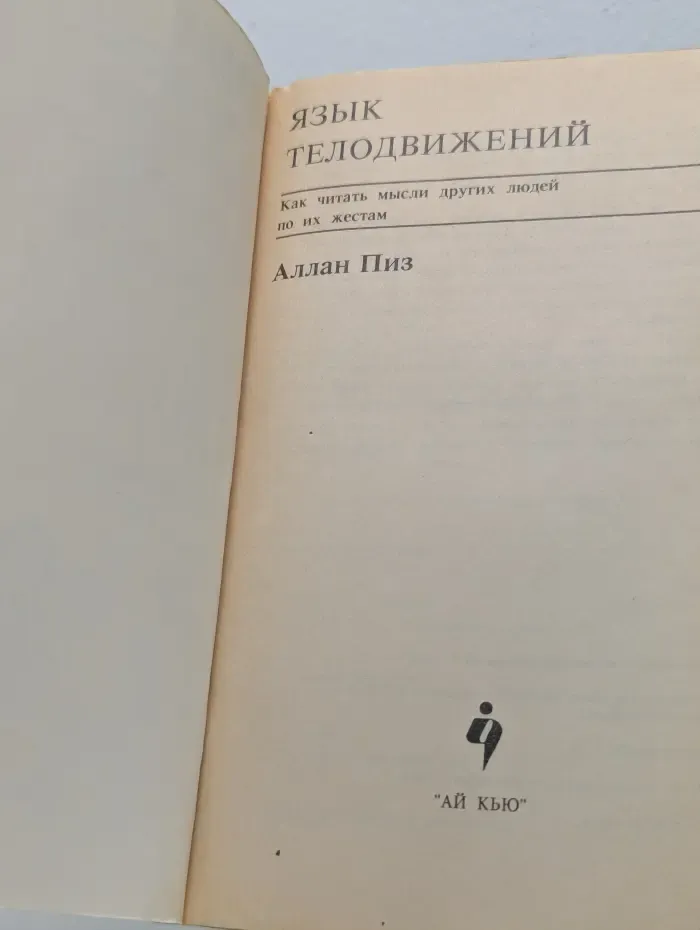 ЯЗЫК
ТЕЛОДВИЖЕНИЙ
Как читать мысли других людей
по их жестам
Аллан Пиз
"АЙ КЬЮ"